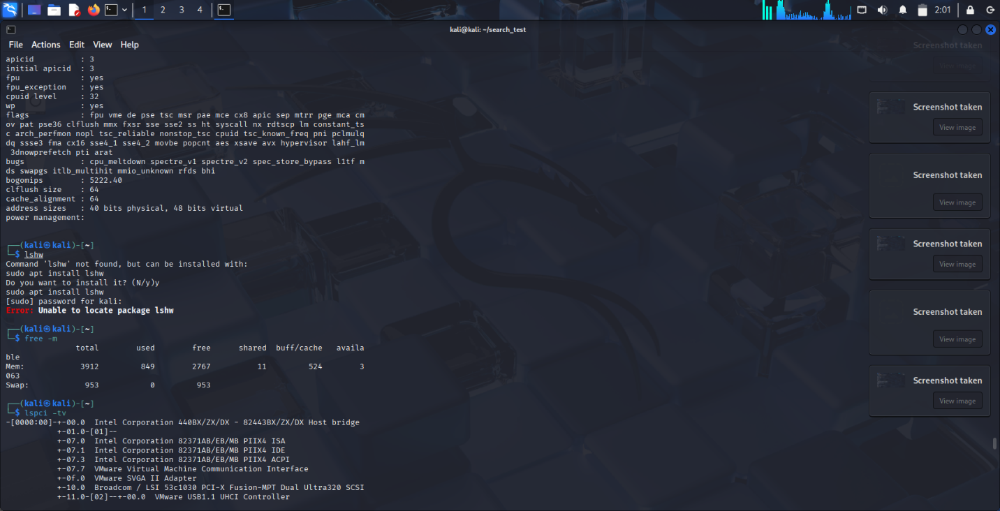 1 2 3 4
2:01
kali@kali: ~/search_test
File Actions Edit View Help
apicid : 3
initial apicid : 3
fpu : yes
fpu_exception : yes
cpuid level : 32
wp : yes
flags : fpu vme de pse tsc msr pae mce cx8 apic sep mtrr pge mca cm
ov pat pse36 clflush mmx fxsr sse sse2 ss ht syscall nx rdtscp lm constant_ts
c arch_perfmon nopl tsc_reliable nonstop_tsc cpuid tsc_known_freq pni pclmulq
dq ssse3 fma cx16 sse4_1 sse4_2 movbe popcnt aes xsave avx hypervisor lahf_lm
3dnowprefetch pti arat
bugs : cpu_meltdown spectre_v1 spectre_v2 spec_store_bypass l1tf m
ds swapgs itlb_multihit mmio_unknown rfds bhi
bogomips : 5222.40
clflush size : 64
cache_alignment : 64
address sizes : 40 bits physical, 48 bits virtual
power management:
┌──(kali㉿kali)-[~]
└─$ lshw
Command 'lshw' not found, but can be installed with:
sudo apt install lshw
Do you want to install it? (N/y)y
sudo apt install lshw
[sudo] password for kali:
Error: Unable to locate package lshw
┌──(kali㉿kali)-[~]
└─$ free -m
total used free shared buff/cache availa
ble
Mem: 3912 849 2767 11 524 3
063
Swap: 953 0 953
┌──(kali㉿kali)-[~]
└─$ lspci -tv
-[0000:00]-+-00.0 Intel Corporation 440BX/ZX/DX - 82443BX/ZX/DX Host bridge
+-01.0-[01]--
+-07.0 Intel Corporation 82371AB/EB/MB PIIX4 ISA
+-07.1 Intel Corporation 82371AB/EB/MB PIIX4 IDE
+-07.3 Intel Corporation 82371AB/EB/MB PIIX4 ACPI
+-07.7 VMware Virtual Machine Communication Interface
+-0f.0 VMware SVGA II Adapter
+-10.0 Broadcom / LSI 53c1030 PCI-X Fusion-MPT Dual Ultra320 SCSI
+-11.0-[02]--+-00.0 VMware USB1.1 UHCI Controller
Screenshot taken
View image
Screenshot taken
View image
Screenshot taken
View image
Screenshot taken
View image
Screenshot taken
View image
Screenshot taken
View image